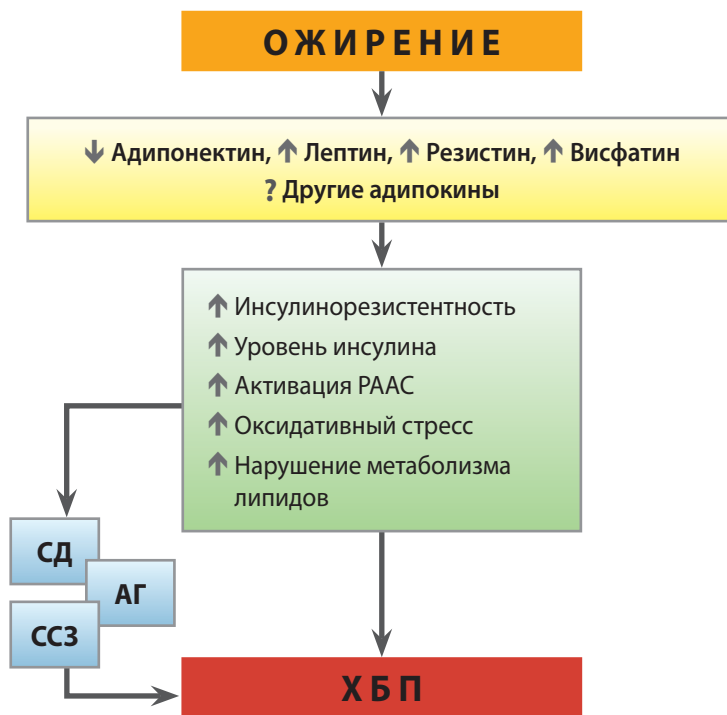 ОЖИРЕНИЕ
↓ Адипонектин, ↑ Лептин, ↑ Резистин, ↑ Висфатин
? Другие адипокины
↑ Инсулинорезистентность
↑ Уровень инсулина
↑ Активация РААС
↑ Оксидативный стресс
↑ Нарушение метаболизма
липидов
СД
АГ
ССЗ
ХБП